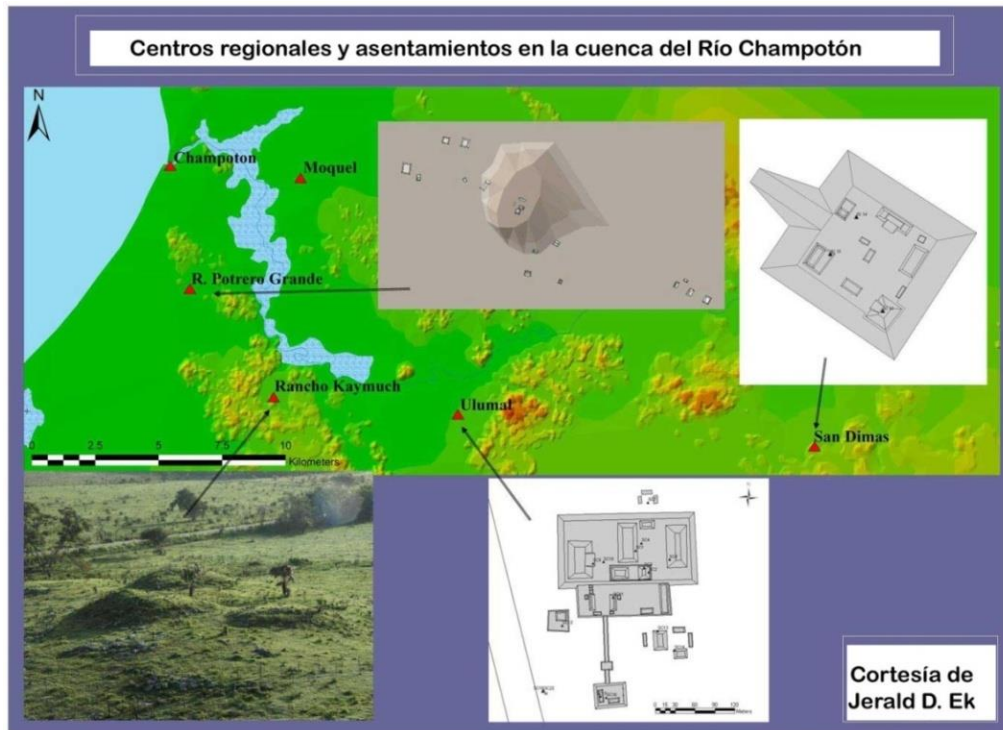 Centros regionales y asentamientos en la cuenca del Río Champotón
N
Champoton
Moquel
R. Potrero Grande
Rancho Kaymuch
Ulumal
San Dimas
0 2.5 5 7.5 10
Kilometers
Cortesía de
Jerald D. Ek